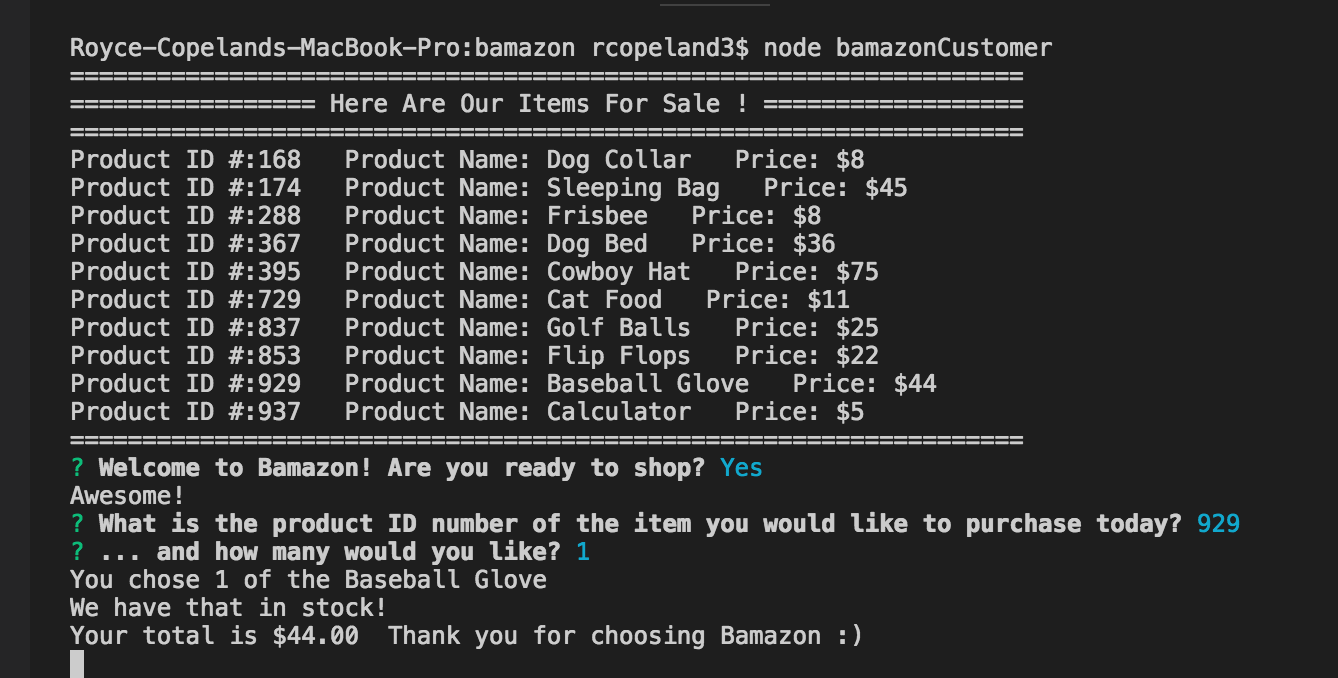 Royce-Copelands-MacBook-Pro:bamazon rcopeland3$ node bamazonCustomer
==================================================================
================= Here Are Our Items For Sale ! ==================
==================================================================
Product ID #:168   Product Name: Dog Collar   Price: $8
Product ID #:174   Product Name: Sleeping Bag   Price: $45
Product ID #:288   Product Name: Frisbee   Price: $8
Product ID #:367   Product Name: Dog Bed   Price: $36
Product ID #:395   Product Name: Cowboy Hat   Price: $75
Product ID #:729   Product Name: Cat Food   Price: $11
Product ID #:837   Product Name: Golf Balls   Price: $25
Product ID #:853   Product Name: Flip Flops   Price: $22
Product ID #:929   Product Name: Baseball Glove   Price: $44
Product ID #:937   Product Name: Calculator   Price: $5
==================================================================
? Welcome to Bamazon! Are you ready to shop? Yes
Awesome!
? What is the product ID number of the item you would like to purchase today? 929
? ... and how many would you like? 1
You chose 1 of the Baseball Glove
We have that in stock!
Your total is $44.00  Thank you for choosing Bamazon :)